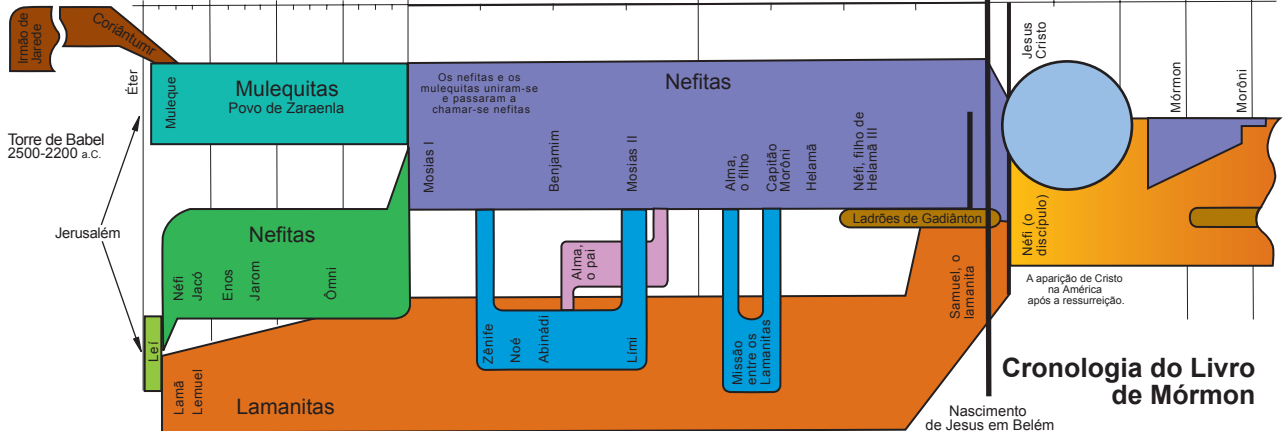 Irmão de
Jarede
Coriântumr
Éter
Torre de Babel
2500-2200 a.C.
Jerusalém
Leí
Muleque
Mulequitas
Povo de Zaraenla
Nefitas
Néfi
Jacó
Enos
Jarom
Ômni
Lamã
Lemuel
Lamanitas
Os nefitas e os
mulequitas uniram-se
e passaram a
chamar-se nefitas
Nefitas
Mosias I
Benjamim
Mosias II
Alma,
o filho
Capitão
Morôni
Helamã
Néfi, filho de
Helamã III
Ladrões de Gadiânton
Alma,
o pai
Zênife
Noé
Abinádi
Lími
Missão
entre os
Lamanitas
Samuel, o
lamanita
Jesus
Cristo
Mórmon
Morôni
Néfi (o
discípulo)
A aparição de Cristo
na América
após a ressurreição.
Nascimento
de Jesus em Belém
Cronologia do Livro
de Mórmon